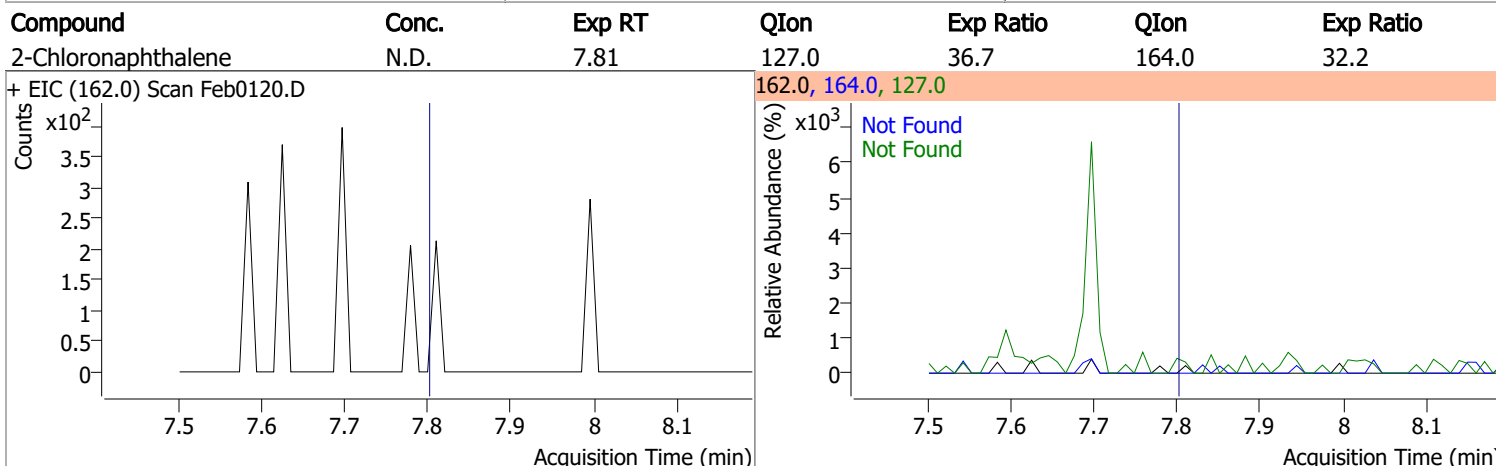 Compound Conc. Exp RT QIon Exp Ratio QIon Exp Ratio
2-Chloronaphthalene N.D. 7.81 127.0 36.7 164.0 32.2
+ EIC (162.0) Scan Feb0120.D
Counts
x10²
3.5
3
2.5
2
1.5
1
0.5
0
7.5 7.6 7.7 7.8 7.9 8 8.1
Acquisition Time (min)
162.0, 164.0, 127.0
Relative Abundance (%)
x10³
Not Found
Not Found
6
5
4
3
2
1
0
7.5 7.6 7.7 7.8 7.9 8 8.1
Acquisition Time (min)